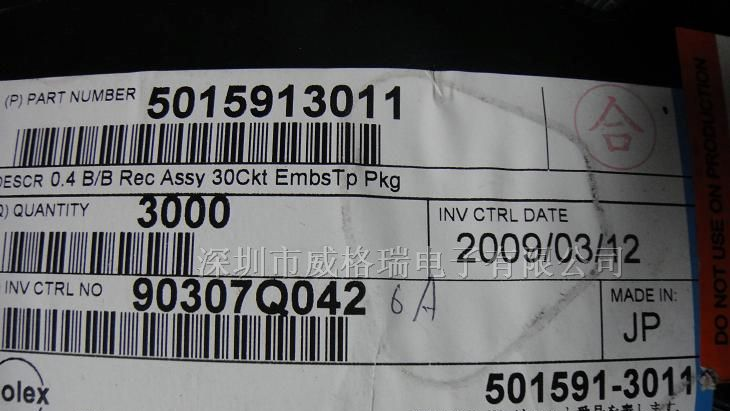 (P) PART NUMBER 5015913011
合
DESCR 0.4 B/B Rec Assy 30Ckt EmbsTp Pkg
Q) QUANTITY 3000
INV CTRL DATE
2009/03/12
深圳市威格瑞电子有限公司
INV CTRL NO 90307Q042 6A
MADE IN:
JP
olex
501591-3011
DO NOT USE ON PRODUCTION